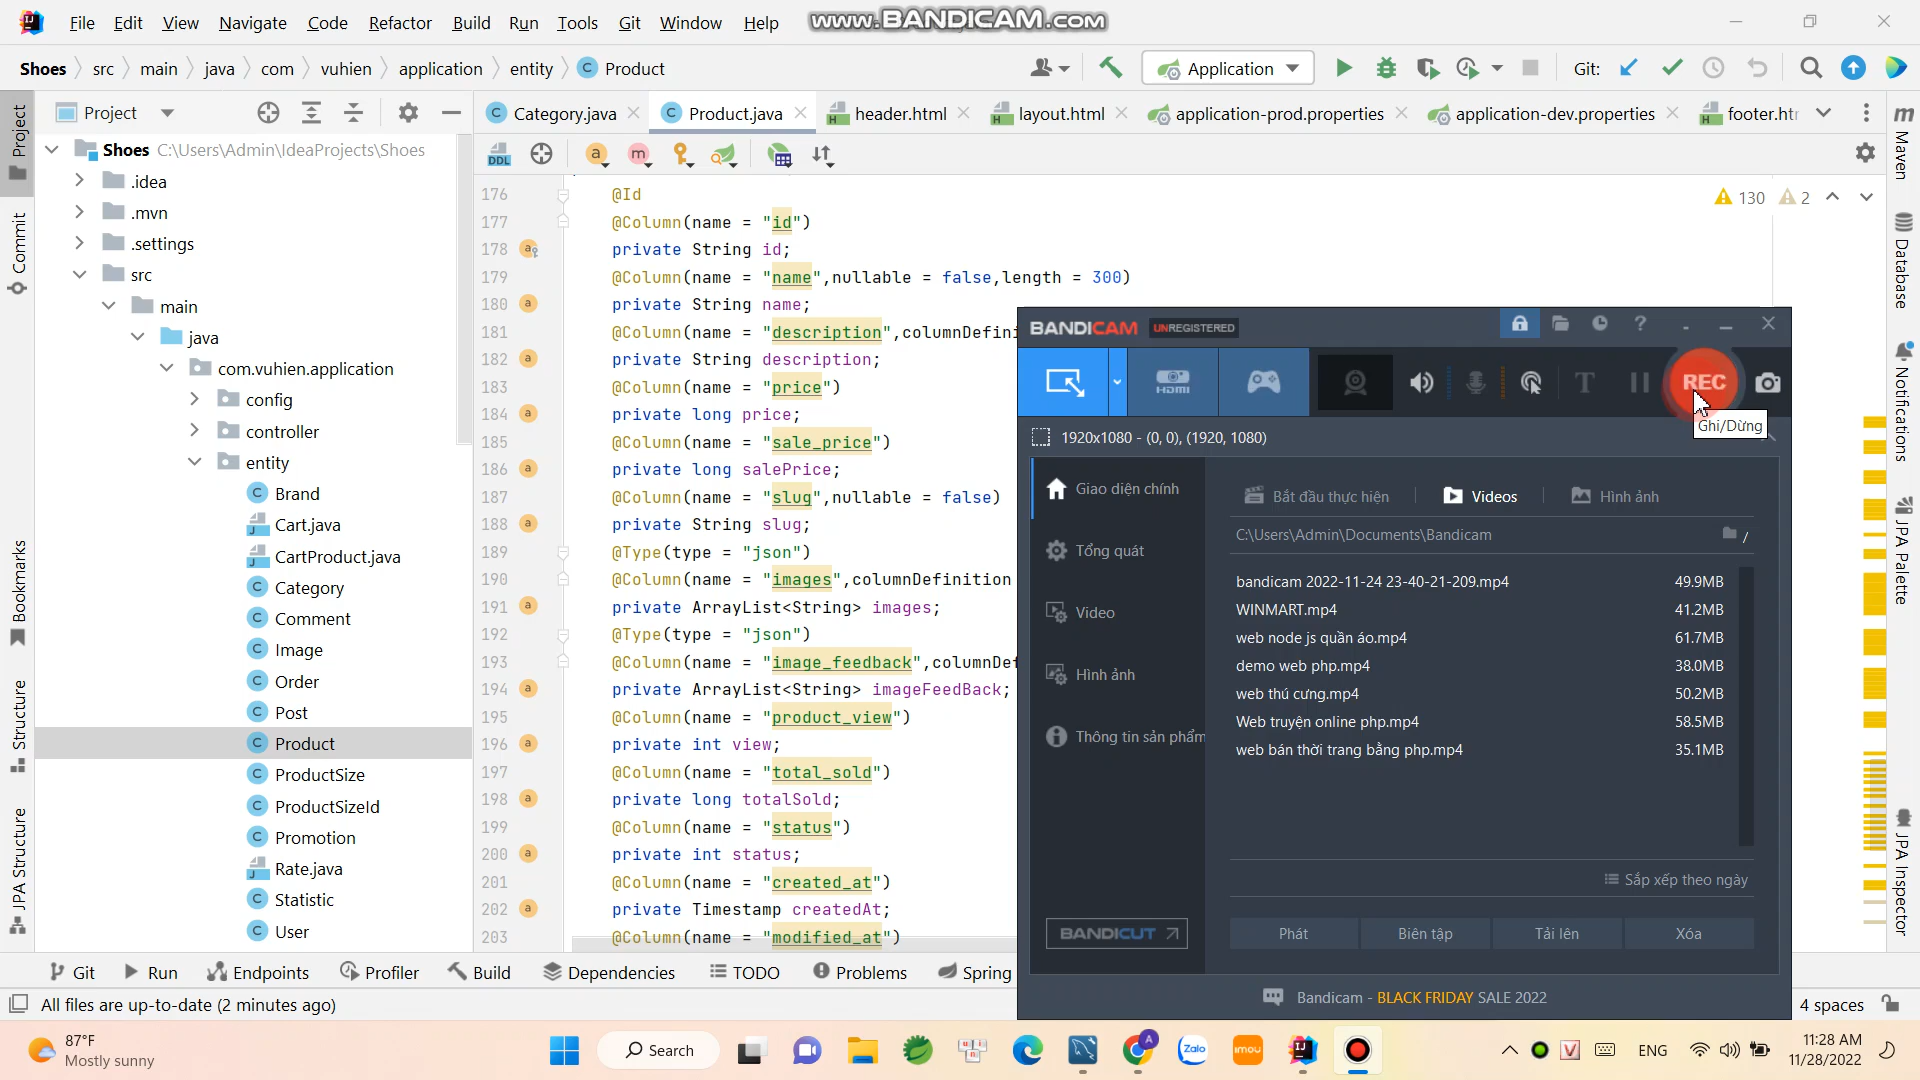 File Edit View Navigate Code Refactor Build Run Tools Git Window Help
www.BANDICAM.com
Shoes src main java com vuhien application entity Product
Application
Git:
Project
Category.java Product.java header.html layout.html application-prod.properties application-dev.properties footer.htr
Shoes C:\Users\Admin\IdeaProjects\Shoes
.idea
.mvn
.settings
src
main
java
com.vuhien.application
config
controller
entity
Brand
Cart.java
CartProduct.java
Category
Comment
Image
Order
Post
Product
ProductSize
ProductSizeId
Promotion
Rate.java
Statistic
User
Project
Commit
Bookmarks
Structure
JPA Structure
DDL
130 2
176 @Id
177 @Column(name = "id")
178 private String id;
179 @Column(name = "name",nullable = false,length = 300)
180 private String name;
181 @Column(name = "description",columnDefini
182 private String description;
183 @Column(name = "price")
184 private long price;
185 @Column(name = "sale_price")
186 private long salePrice;
187 @Column(name = "slug",nullable = false)
188 private String slug;
189 @Type(type = "json")
190 @Column(name = "images",columnDefinition
191 private ArrayList<String> images;
192 @Type(type = "json")
193 @Column(name = "image_feedback",columnDef
194 private ArrayList<String> imageFeedBack;
195 @Column(name = "product_view")
196 private int view;
197 @Column(name = "total_sold")
198 private long totalSold;
199 @Column(name = "status")
200 private int status;
201 @Column(name = "created_at")
202 private Timestamp createdAt;
203 @Column(name = "modified_at")
BANDICAM UNREGISTERED
HDMI
REC
Ghi/Dừng
1920x1080 - (0, 0), (1920, 1080)
Giao diện chính
Tổng quát
Video
Hình ảnh
Thông tin sản phẩm
BANDICUT
Bắt đầu thực hiện Videos Hình ảnh
C:\Users\Admin\Documents\Bandicam
bandicam 2022-11-24 23-40-21-209.mp4 49.9MB
WINMART.mp4 41.2MB
web node js quần áo.mp4 61.7MB
demo web php.mp4 38.0MB
web thú cưng.mp4 50.2MB
Web truyện online php.mp4 58.5MB
web bán thời trang bằng php.mp4 35.1MB
Sắp xếp theo ngày
Phát Biên tập Tải lên Xóa
Bandicam - BLACK FRIDAY SALE 2022
Maven
Database
Notifications
JPA Palette
JPA Inspector
Git Run Endpoints Profiler Build Dependencies TODO Problems Spring
All files are up-to-date (2 minutes ago)
4 spaces
87°F
Mostly sunny
Search
Zalo
imou
ENG
11:28 AM
11/28/2022